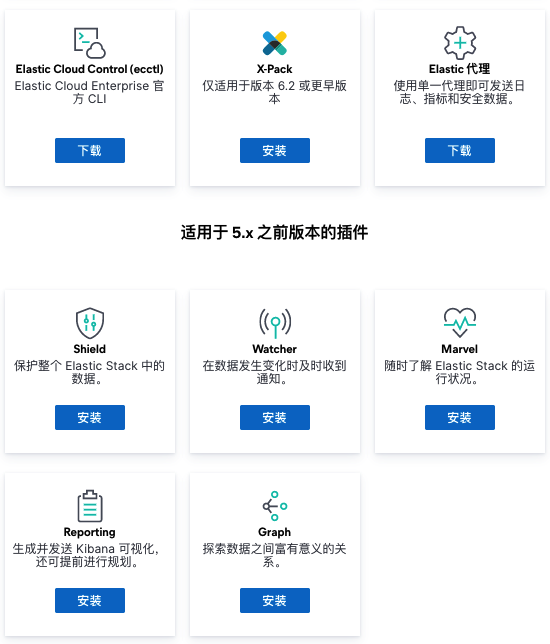 Elastic Cloud Control (ecctl)
Elastic Cloud Enterprise 官
方 CLI
下载
X-Pack
仅适用于版本 6.2 或更早版
本
安装
Elastic 代理
使用单一代理即可发送日
志、指标和安全数据。
下载
适用于 5.x 之前版本的插件
Shield
保护整个 Elastic Stack 中的
数据。
安装
Watcher
在数据发生变化时及时收到
通知。
安装
Marvel
随时了解 Elastic Stack 的运
行状况。
安装
Reporting
生成并发送 Kibana 可视化，
还可提前进行规划。
安装
Graph
探索数据之间富有意义的关
系。
安装